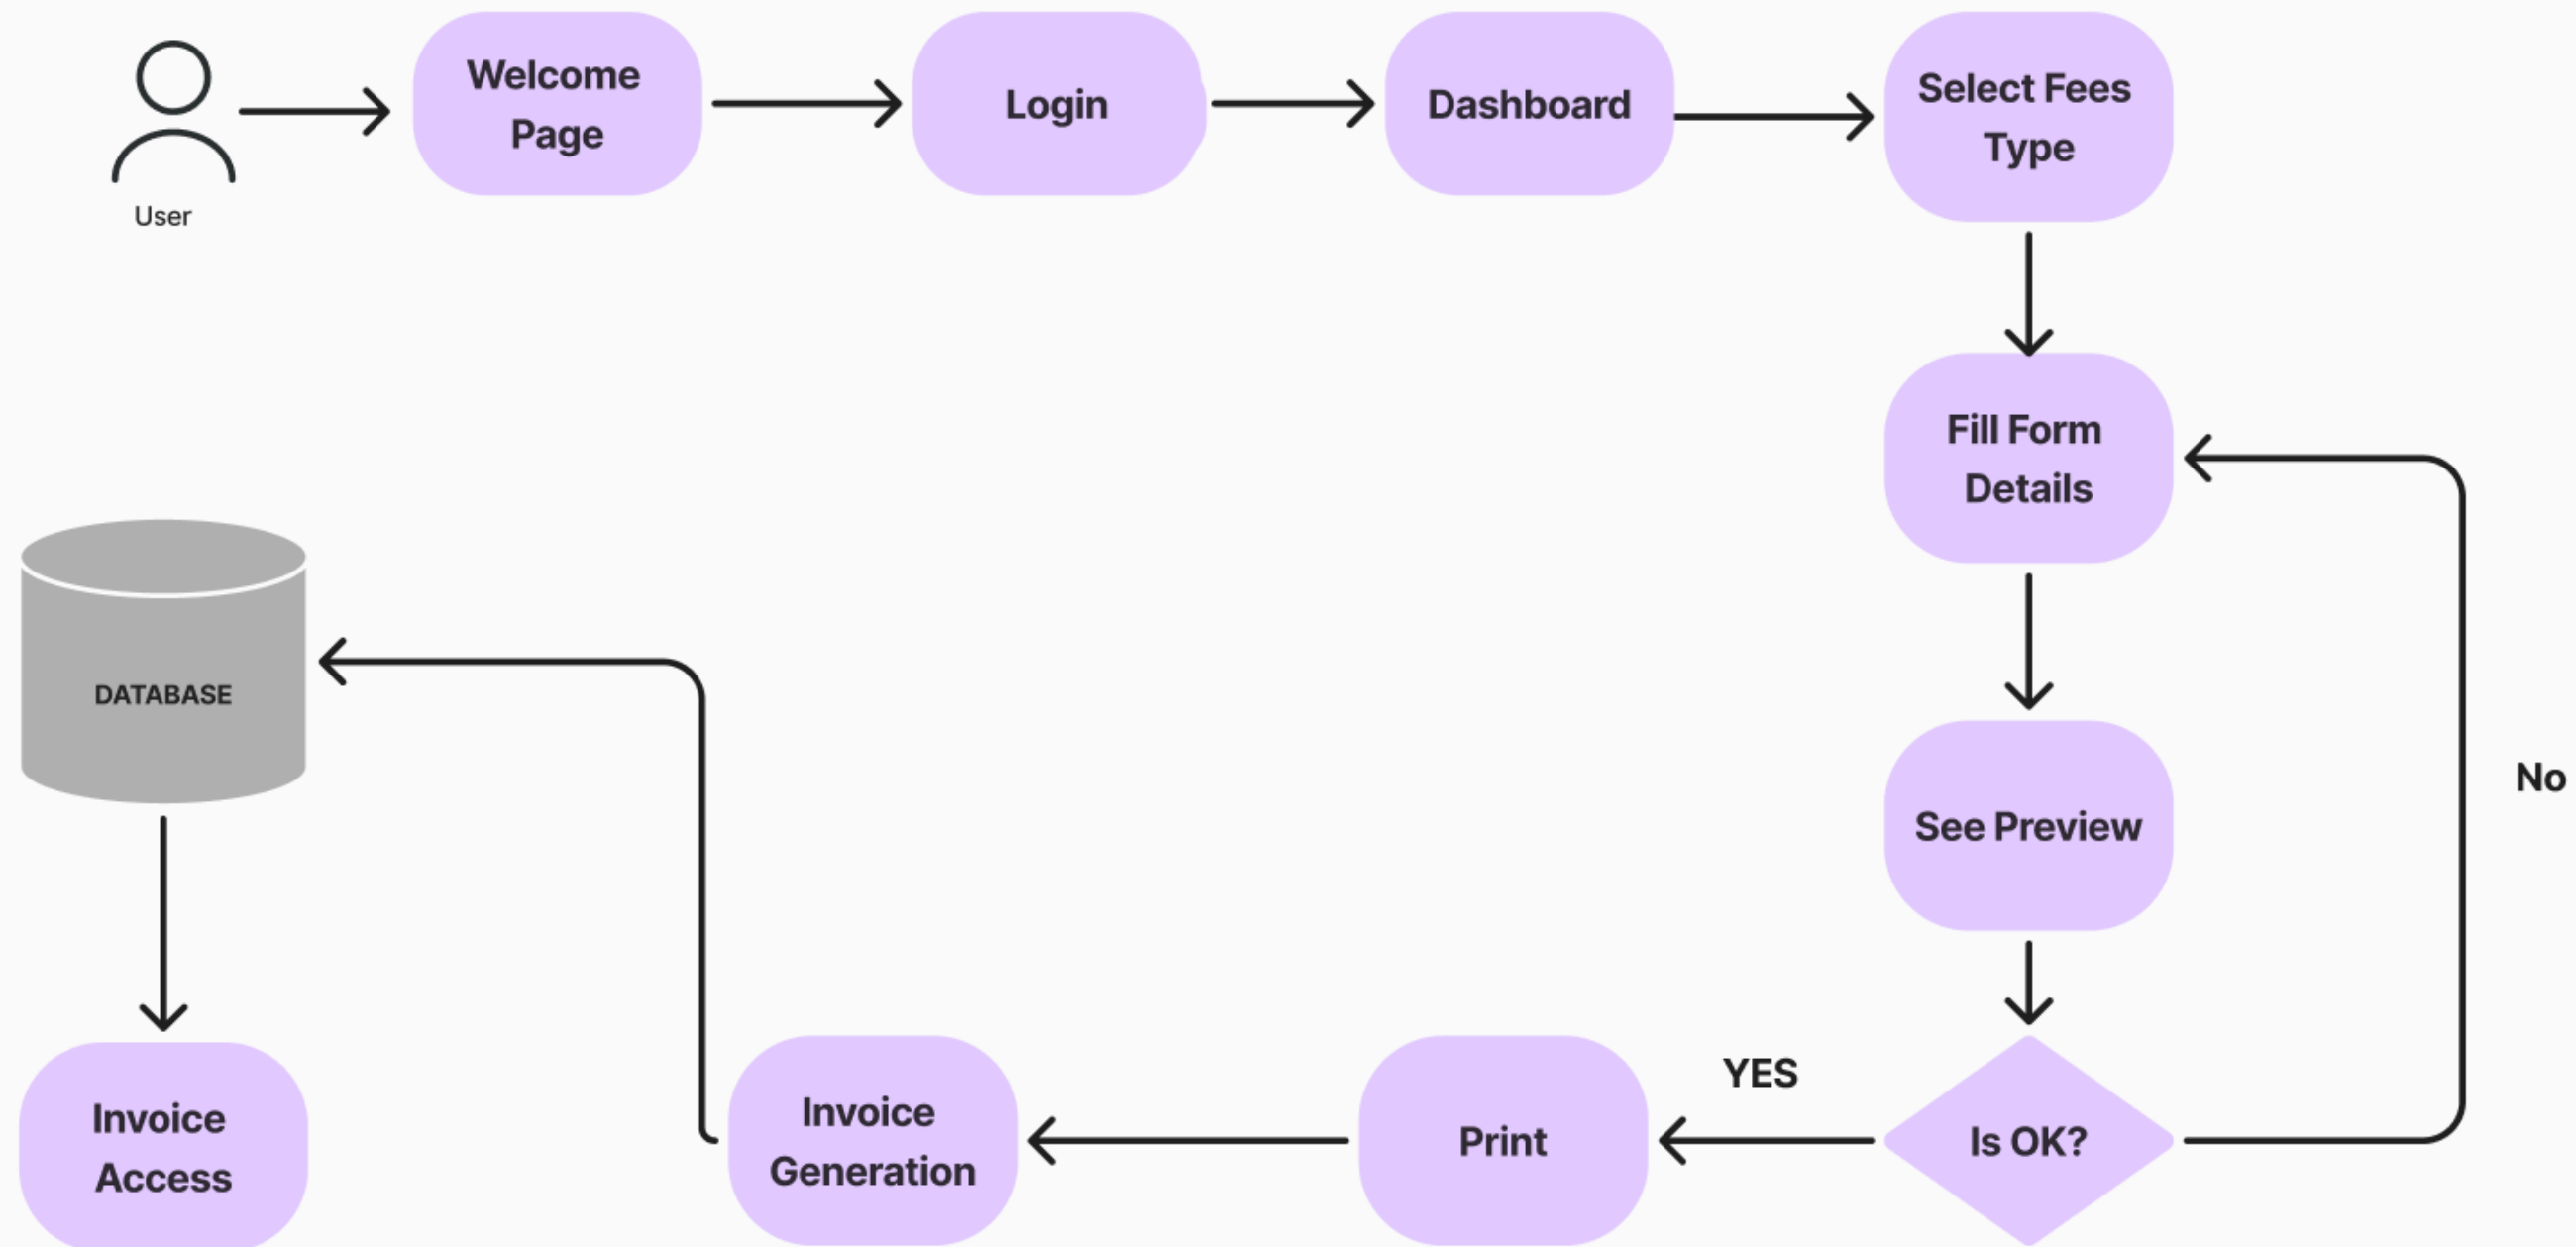 User
Welcome
Page
Login
Dashboard
Select Fees
Type
Fill Form
Details
See Preview
No
Is OK?
YES
Print
Invoice
Generation
DATABASE
Invoice
Access